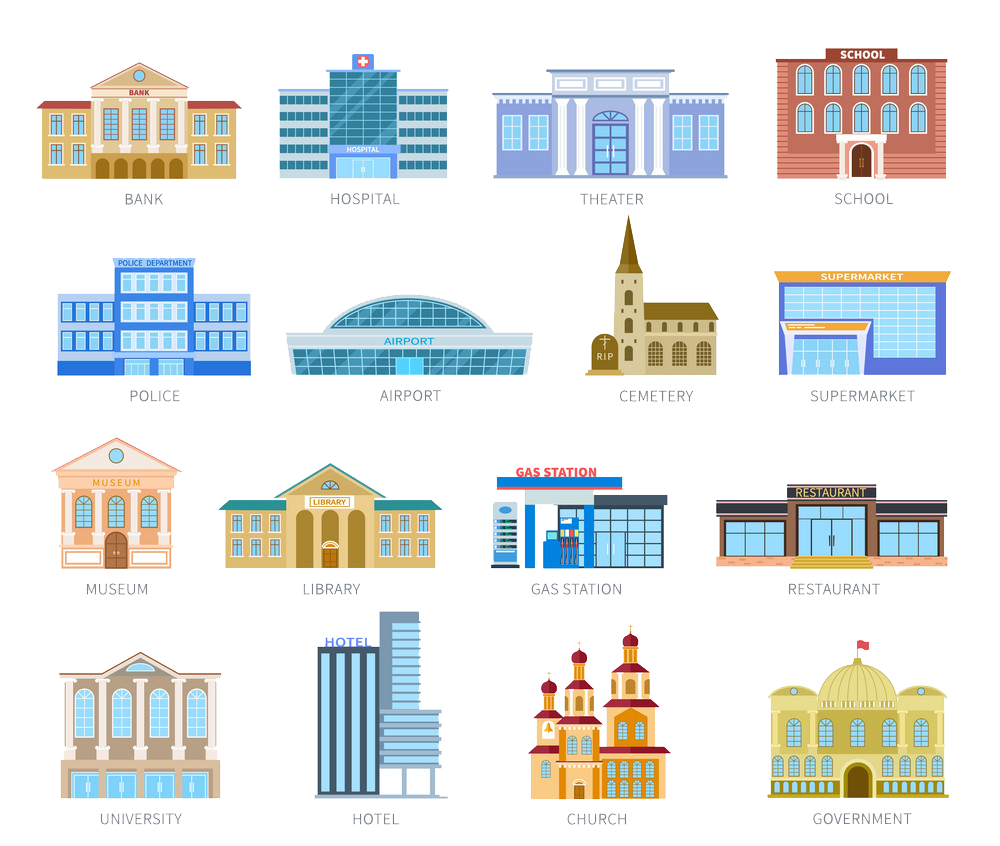 BANK
HOSPITAL
SCHOOL
BANK
HOSPITAL
THEATER
SCHOOL
POLICE DEPARTMENT
AIRPORT
RIP
SUPERMARKET
POLICE
AIRPORT
CEMETERY
SUPERMARKET
MUSEUM
LIBRARY
GAS STATION
RESTAURANT
MUSEUM
LIBRARY
GAS STATION
RESTAURANT
HOTEL
UNIVERSITY
HOTEL
CHURCH
GOVERNMENT